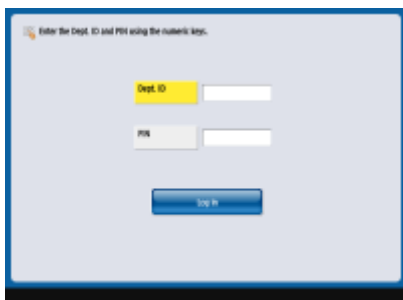 Enter the Dept. ID and PIN using the numeric keys.
Dept. ID
PIN
Log In